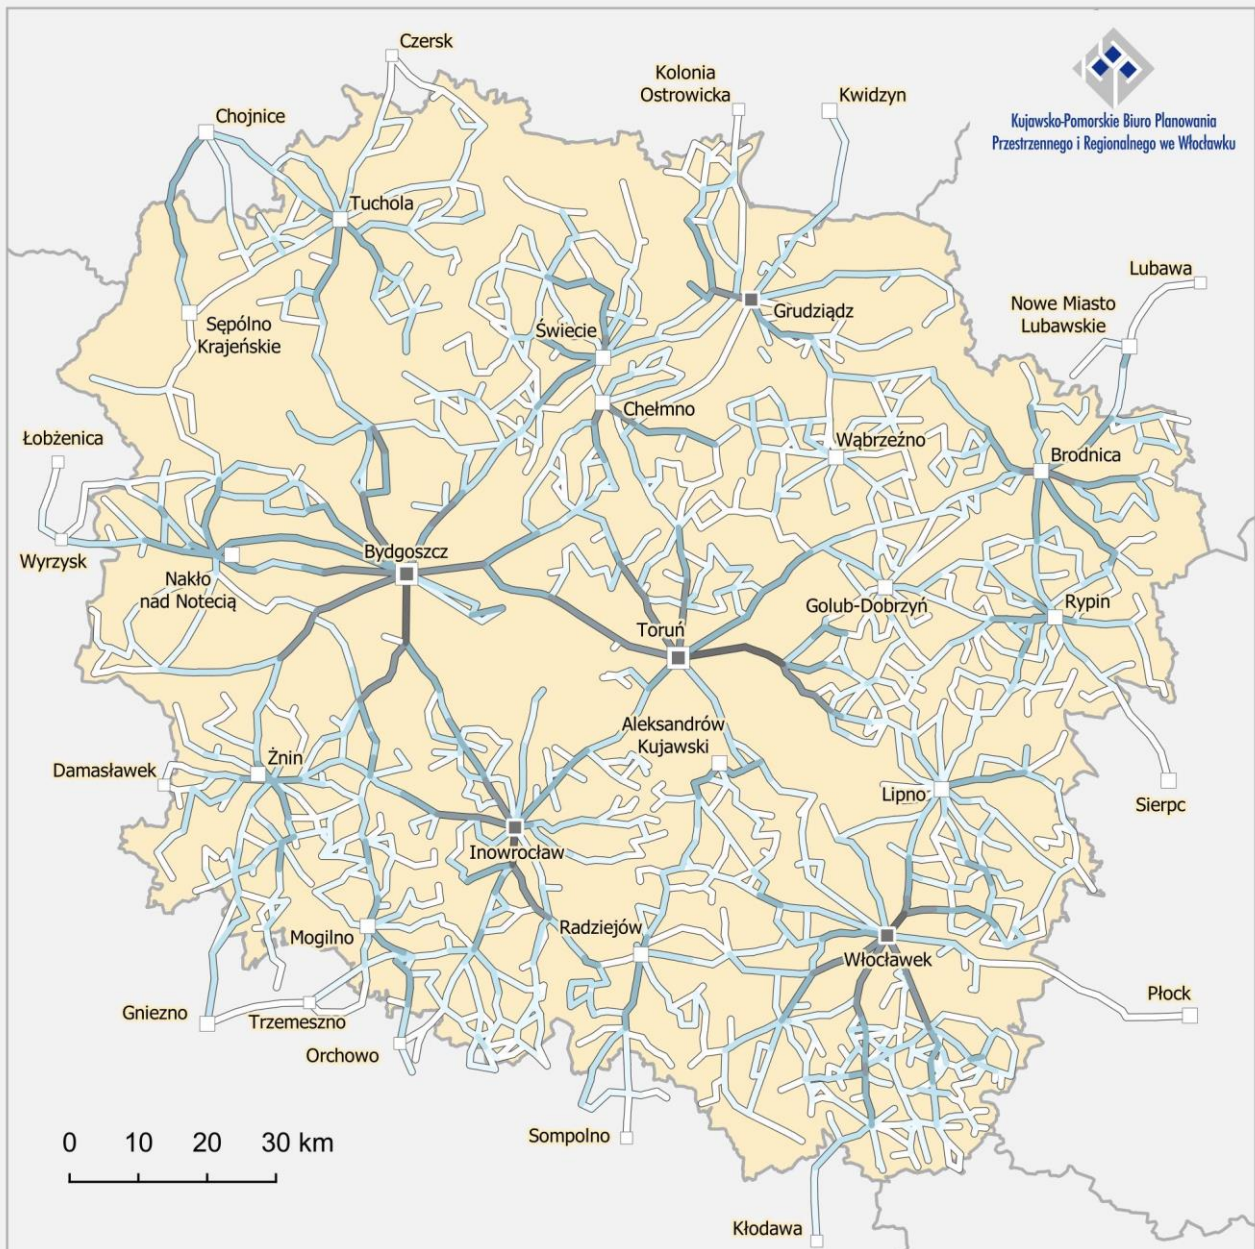 Czersk
Kolonia
Ostrowicka
Kwidzyn
Kujawsko-Pomorskie Biuro Planowania
Przestrzennego i Regionalnego we Włocławku
Chojnice
Tuchola
Lubawa
Nowe Miasto
Lubawskie
Sępólno
Krajeńskie
Świecie
Grudziądz
Chełmno
Łobżenica
Wąbrzeźno
Brodnica
Wyrzysk
Nakło
nad Notecią
Bydgoszcz
Golub-Dobrzyń
Rypin
Toruń
Aleksandrów
Kujawski
Damasławek
Żnin
Lipno
Sierpc
Inowrocław
Mogilno
Radziejów
Włocławek
Płock
Gniezno
Trzemeszno
Orchowo
Sompolno
0 10 20 30 km
Kłodawa